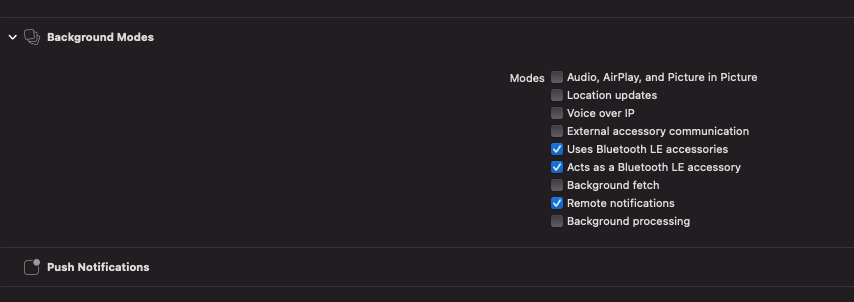 Background Modes
Modes Audio, AirPlay, and Picture in Picture
Location updates
Voice over IP
External accessory communication
Uses Bluetooth LE accessories
Acts as a Bluetooth LE accessory
Background fetch
Remote notifications
Background processing
Push Notifications